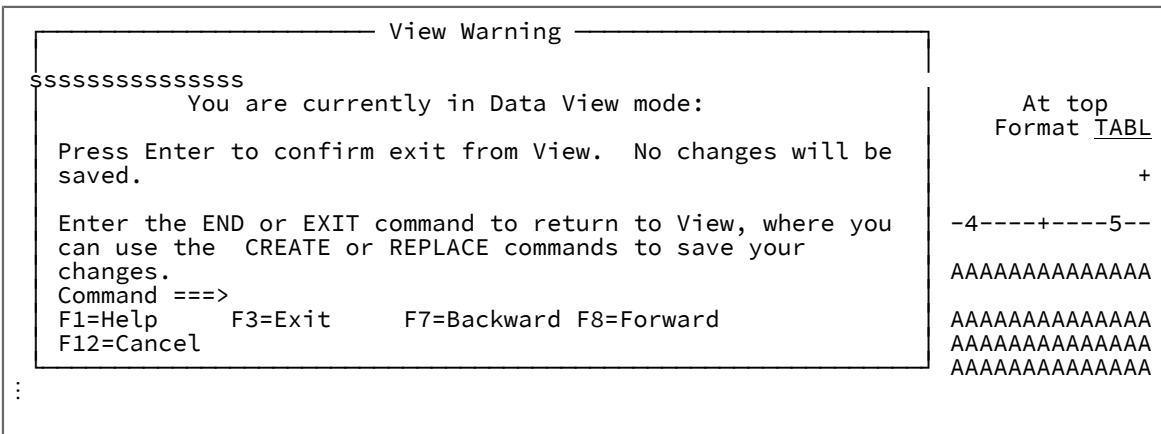 View Warning
sssssssssssssss
You are currently in Data View mode: At top
Format TABL
Press Enter to confirm exit from View.  No changes will be
saved. +
Enter the END or EXIT command to return to View, where you -4----+----5--
can use the  CREATE or REPLACE commands to save your
changes. AAAAAAAAAAAAAA
Command ===>
F1=Help F3=Exit F7=Backward F8=Forward AAAAAAAAAAAAAA
F12=Cancel AAAAAAAAAAAAAA
AAAAAAAAAAAAAA
⋮